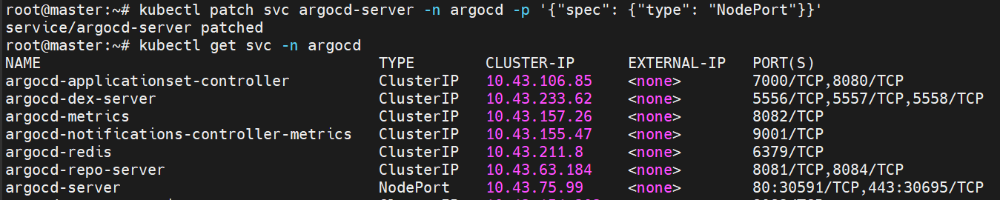 root@master:~# kubectl patch svc argocd-server -n argocd -p '{"spec": {"type": "NodePort"}}'
service/argocd-server patched
root@master:~# kubectl get svc -n argocd
NAME TYPE CLUSTER-IP EXTERNAL-IP PORT(S)
argocd-applicationset-controller ClusterIP 10.43.106.85 <none> 7000/TCP,8080/TCP
argocd-dex-server ClusterIP 10.43.233.62 <none> 5556/TCP,5557/TCP,5558/TCP
argocd-metrics ClusterIP 10.43.157.26 <none> 8082/TCP
argocd-notifications-controller-metrics ClusterIP 10.43.155.47 <none> 9001/TCP
argocd-redis ClusterIP 10.43.211.8 <none> 6379/TCP
argocd-repo-server ClusterIP 10.43.63.184 <none> 8081/TCP,8084/TCP
argocd-server NodePort 10.43.75.99 <none> 80:30591/TCP,443:30695/TCP